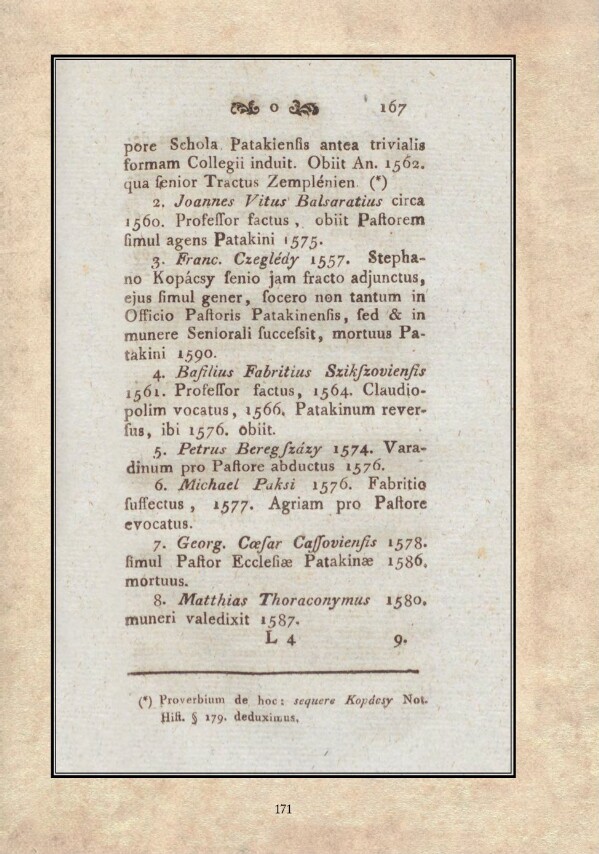 o 167
pore Schola Patakienſis antea trivialis
formam Collegii induit. Obiit An. 1562.
qua ſenior Tractus Zemplénien (*)
2. Joannes Vitus Balsaratius circa
1560. Profeſſor factus, obiit Paſtorem
ſimul agens Patakini 1575.
3. Franc. Czeglédy 1557. Stepha-
no Kopácsy ſenio jam fracto adjunctus,
ejus ſimul gener, ſocero non tantum in
Officio Paſtoris Patakinenſis, ſed & in
munere Seniorali ſucceſsit, mortuus Pa-
takini 1590.
4. Baſilius Fabritius Szikſzovienſis
1561. Profeſſor factus, 1564. Claudio-
polim vocatus, 1566. Patakinum rever-
ſus, ibi 1576. obiit.
5. Petrus Beregſzázy 1574. Vara-
dinum pro Paſtore abductus 1576.
6. Michael Paksi 1576. Fabritio
ſuffectus, 1577. Agriam pro Paſtore
evocatus.
7. Georg. Cæſar Caſſovienſis 1578.
ſimul Paſtor Eccleſiæ Patakinæ 1586.
mortuus.
8. Matthias Thoraconymus 1580.
muneri valedixit 1587.
L 4 9.
(*) Proverbium de hoc: sequere Kopácsy Not.
Hiſt. § 179. deduximus.
171